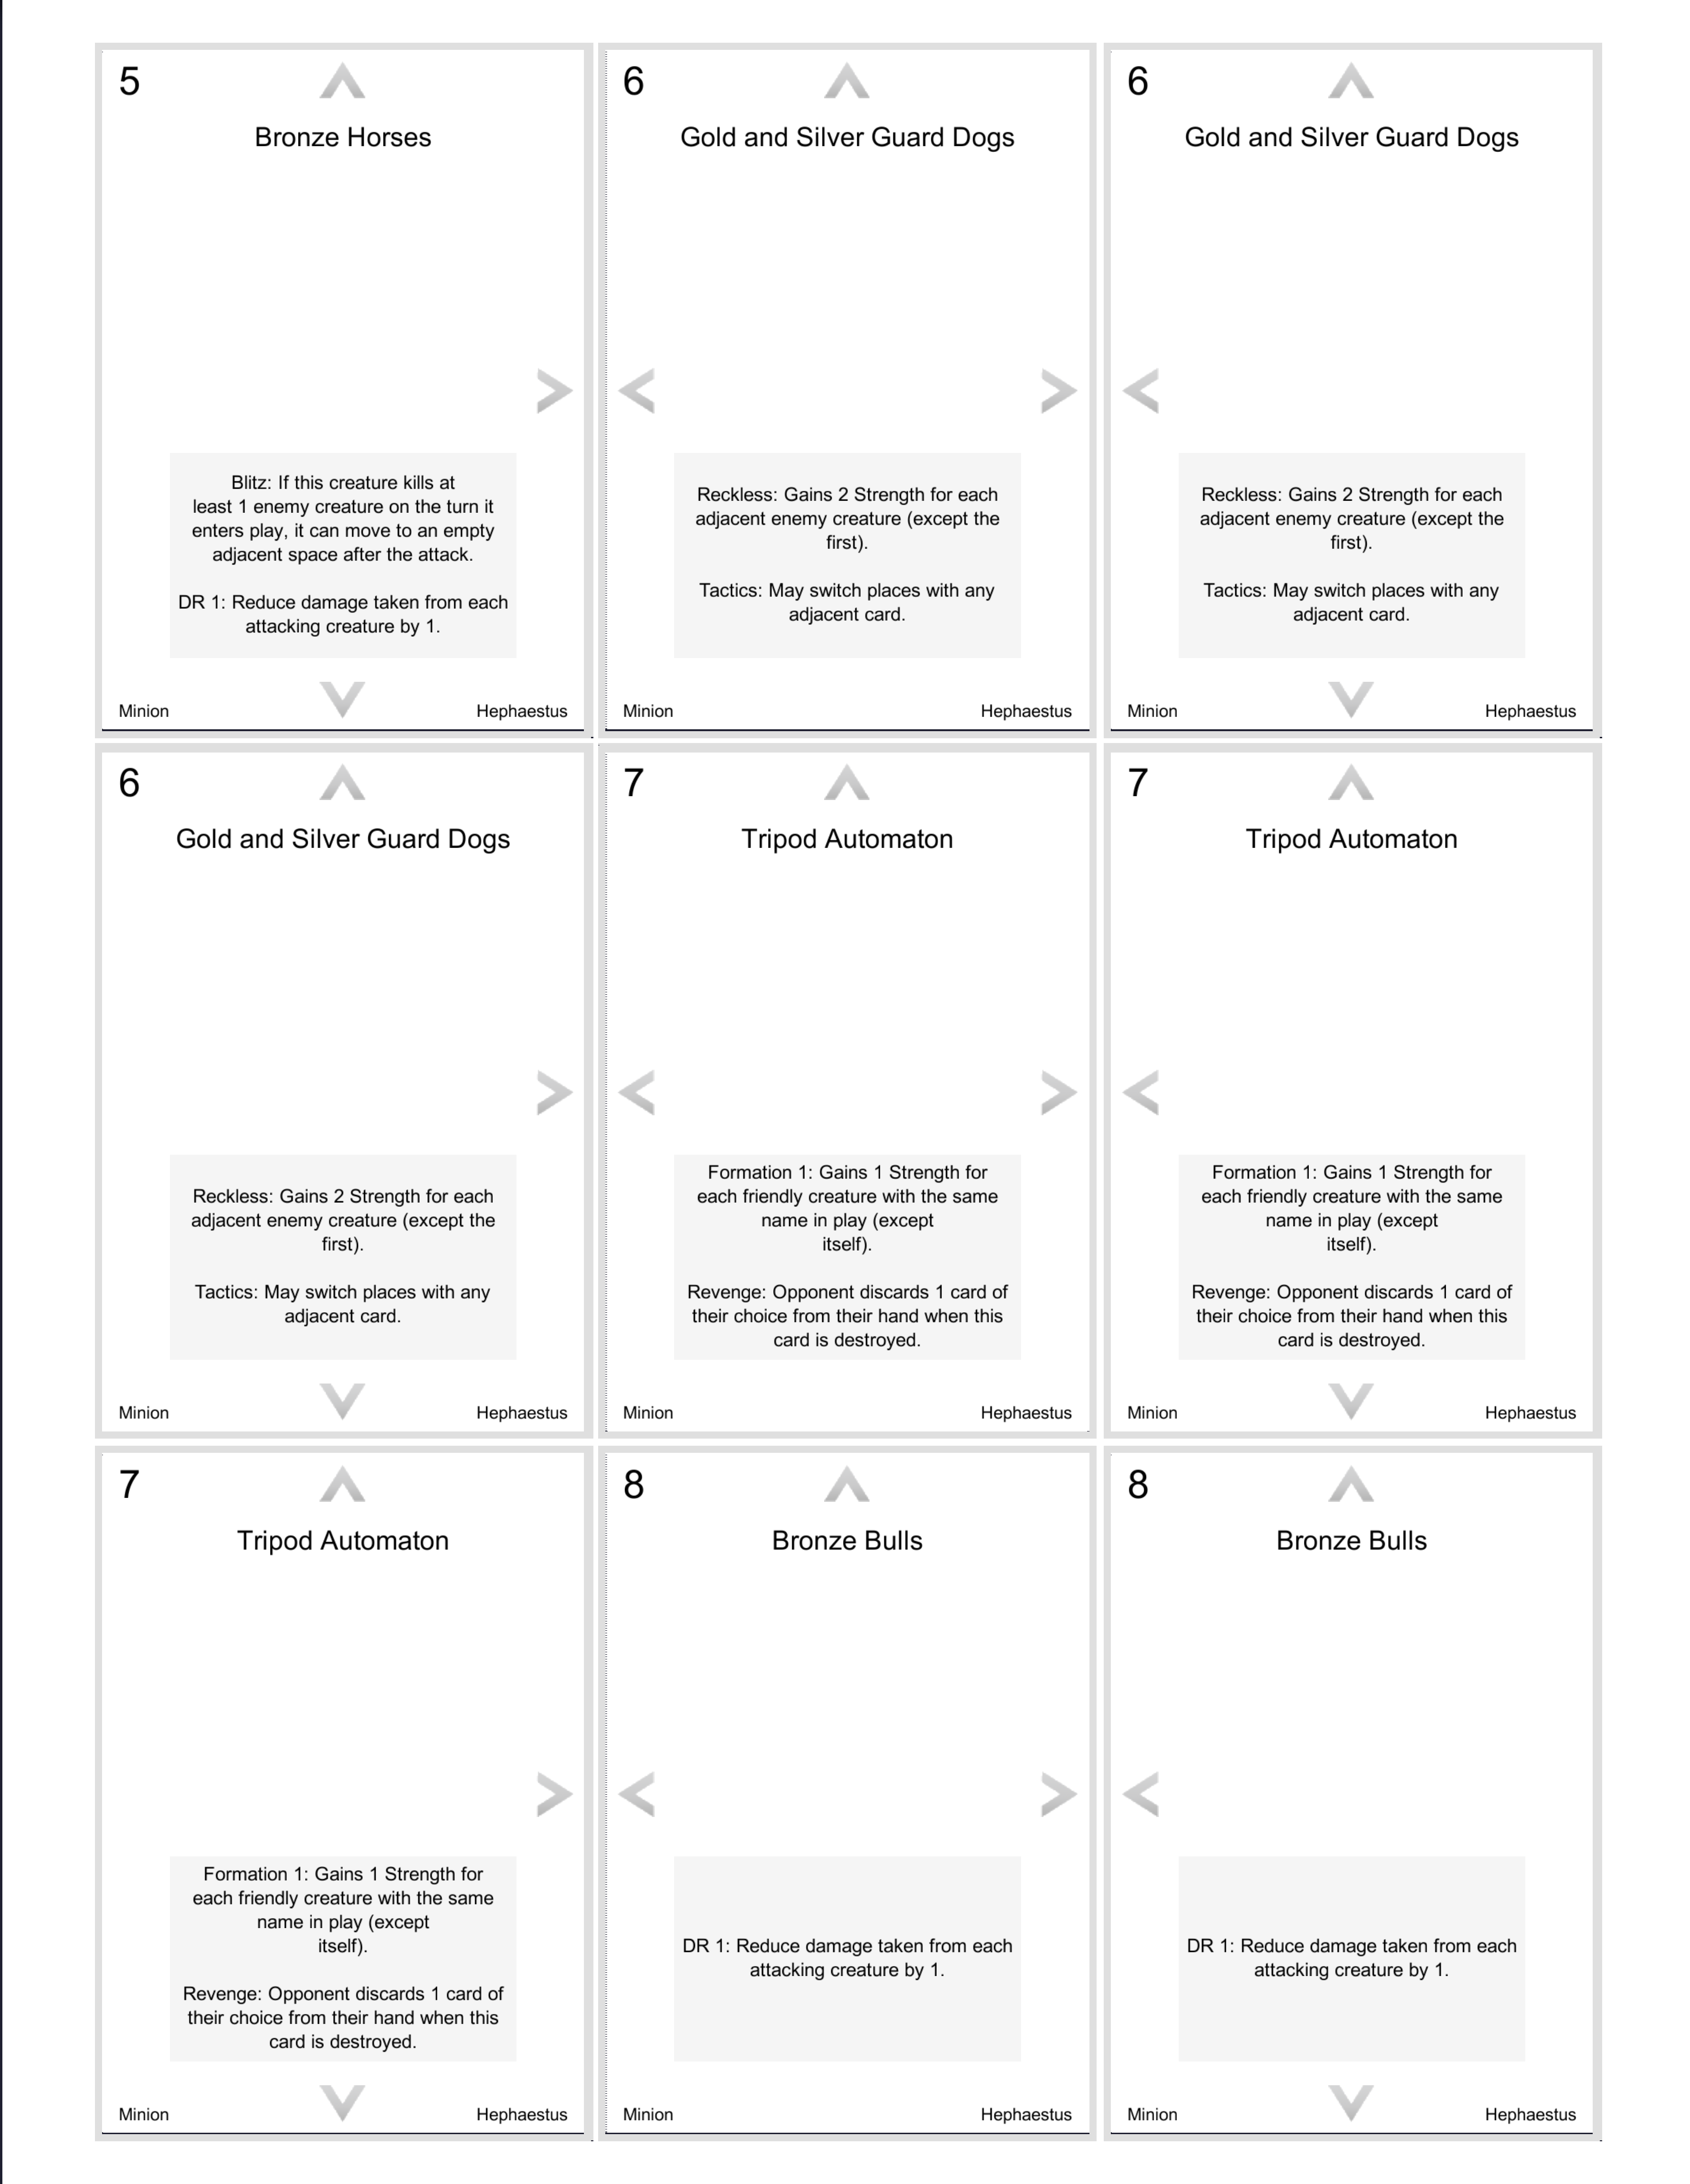 5
Bronze Horses
Blitz: If this creature kills at
least 1 enemy creature on the turn it
enters play, it can move to an empty
adjacent space after the attack.
DR 1: Reduce damage taken from each
attacking creature by 1.
Minion
Hephaestus
6
Gold and Silver Guard Dogs
Reckless: Gains 2 Strength for each
adjacent enemy creature (except the
first).
Tactics: May switch places with any
adjacent card.
Minion
Hephaestus
6
Gold and Silver Guard Dogs
Reckless: Gains 2 Strength for each
adjacent enemy creature (except the
first).
Tactics: May switch places with any
adjacent card.
Minion
Hephaestus
6
Gold and Silver Guard Dogs
Reckless: Gains 2 Strength for each
adjacent enemy creature (except the
first).
Tactics: May switch places with any
adjacent card.
Minion
Hephaestus
7
Tripod Automaton
Formation 1: Gains 1 Strength for
each friendly creature with the same
name in play (except
itself).
Revenge: Opponent discards 1 card of
their choice from their hand when this
card is destroyed.
Minion
Hephaestus
7
Tripod Automaton
Formation 1: Gains 1 Strength for
each friendly creature with the same
name in play (except
itself).
Revenge: Opponent discards 1 card of
their choice from their hand when this
card is destroyed.
Minion
Hephaestus
7
Tripod Automaton
Formation 1: Gains 1 Strength for
each friendly creature with the same
name in play (except
itself).
Revenge: Opponent discards 1 card of
their choice from their hand when this
card is destroyed.
Minion
Hephaestus
8
Bronze Bulls
DR 1: Reduce damage taken from each
attacking creature by 1.
Minion
Hephaestus
8
Bronze Bulls
DR 1: Reduce damage taken from each
attacking creature by 1.
Minion
Hephaestus